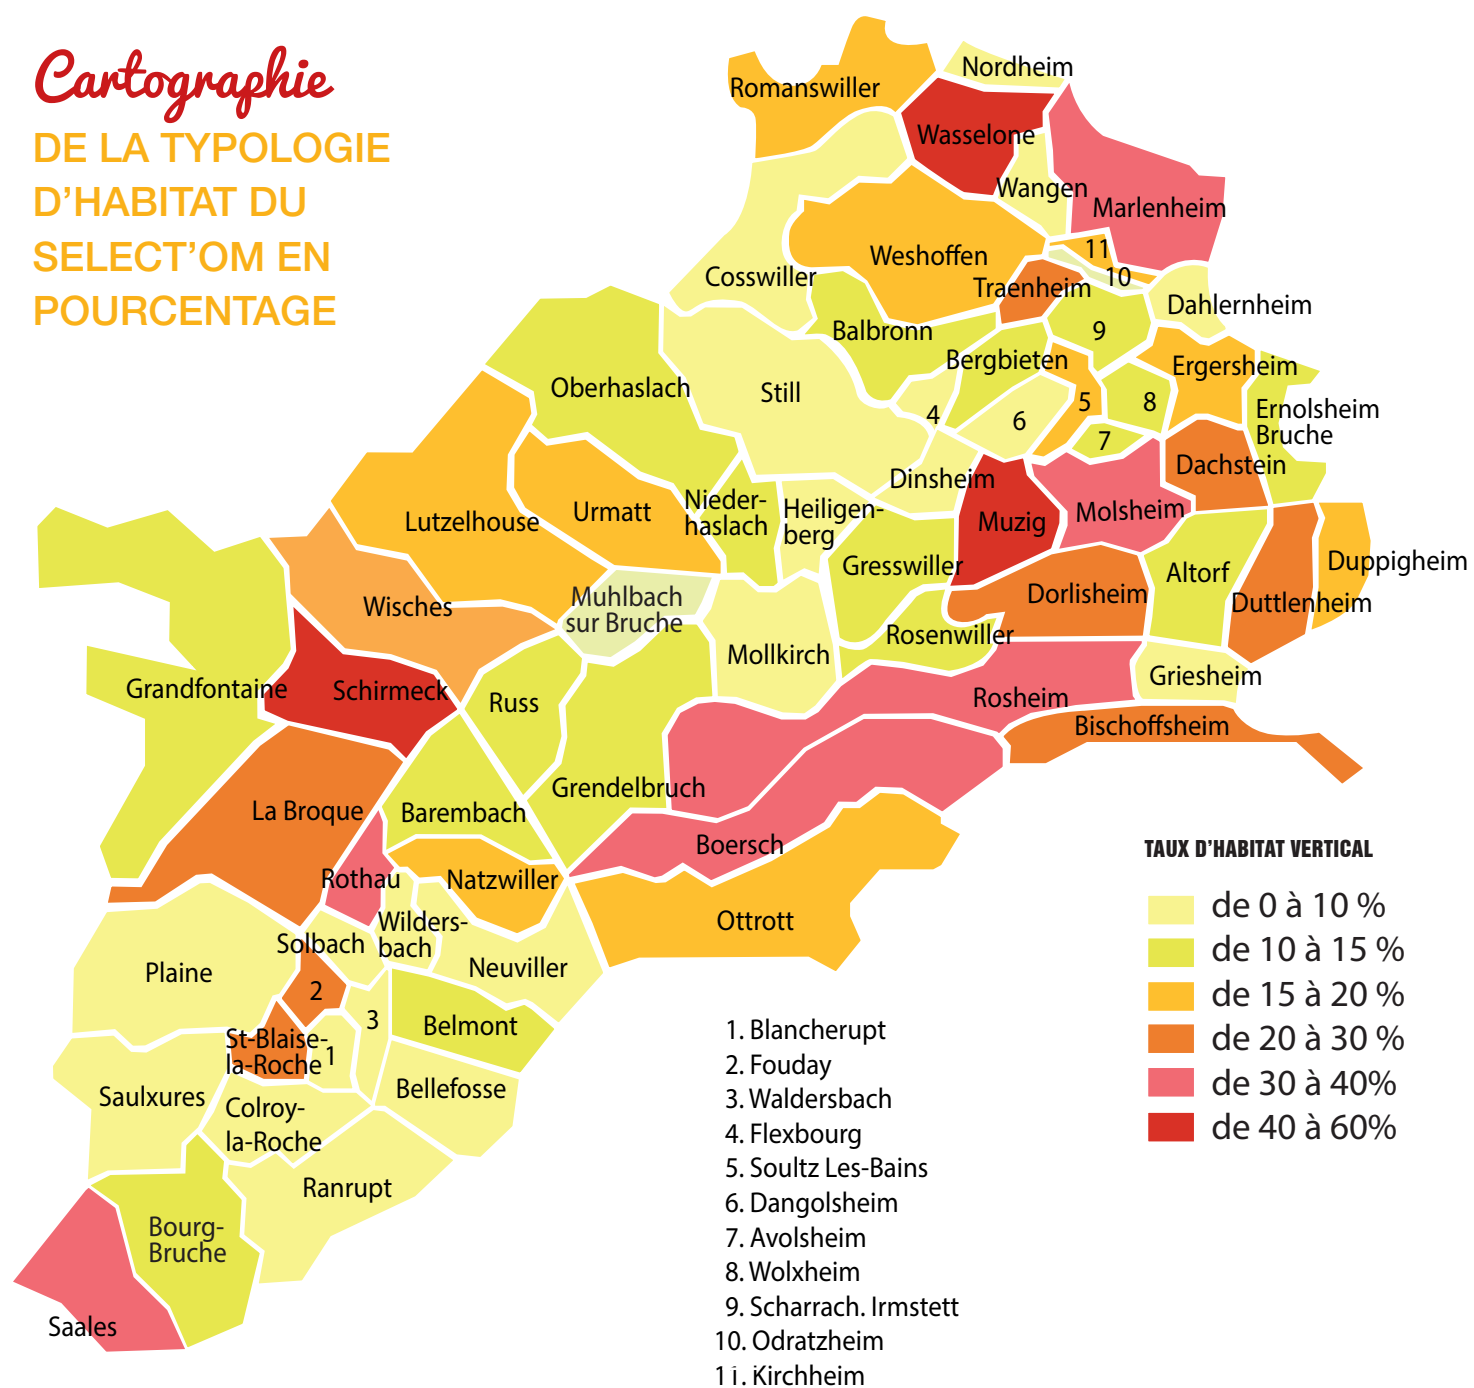 Cartographie
DE LA TYPOLOGIE
D'HABITAT DU
SELECT'OM EN
POURCENTAGE
Nordheim
Romanswiller
Wasselone
Wangen
Marlenheim
Weshoffen
11
Cosswiller
Traenheim
10
Dahlernheim
Balbronn
9
Bergbieten
Ergersheim
Oberhaslach
Still
4
6
5
8
Ernolsheim
Bruche
7
Dachstein
Dinsheim
Lutzelhouse
Urmatt
Nieder-
haslach
Heiligen-
berg
Muzig
Molsheim
Gresswiller
Altorf
Duppigheim
Wisches
Muhlbach
sur Bruche
Dorlisheim
Duttlenheim
Rosenwiller
Mollkirch
Griesheim
Grandfontaine
Schirmeck
Russ
Rosheim
Bischoffsheim
Grendelbruch
La Broque
Barembach
Boersch
Rothau
Natzwiller
Ottrott
Wilders-
bach
Solbach
Plaine
Neuviller
2
3
Belmont
St-Blaise-
la-Roche
1
Saulxures
Bellefosse
Colroy-
la-Roche
Ranrupt
Bourg-
Bruche
Saales
1. Blancherupt
2. Fouday
3. Waldersbach
4. Flexbourg
5. Soultz Les-Bains
6. Dangolsheim
7. Avolsheim
8. Wolxheim
9. Scharrach. Irmstett
10. Odratzheim
11. Kirchheim
TAUX D'HABITAT VERTICAL
de 0 à 10 %
de 10 à 15 %
de 15 à 20 %
de 20 à 30 %
de 30 à 40%
de 40 à 60%